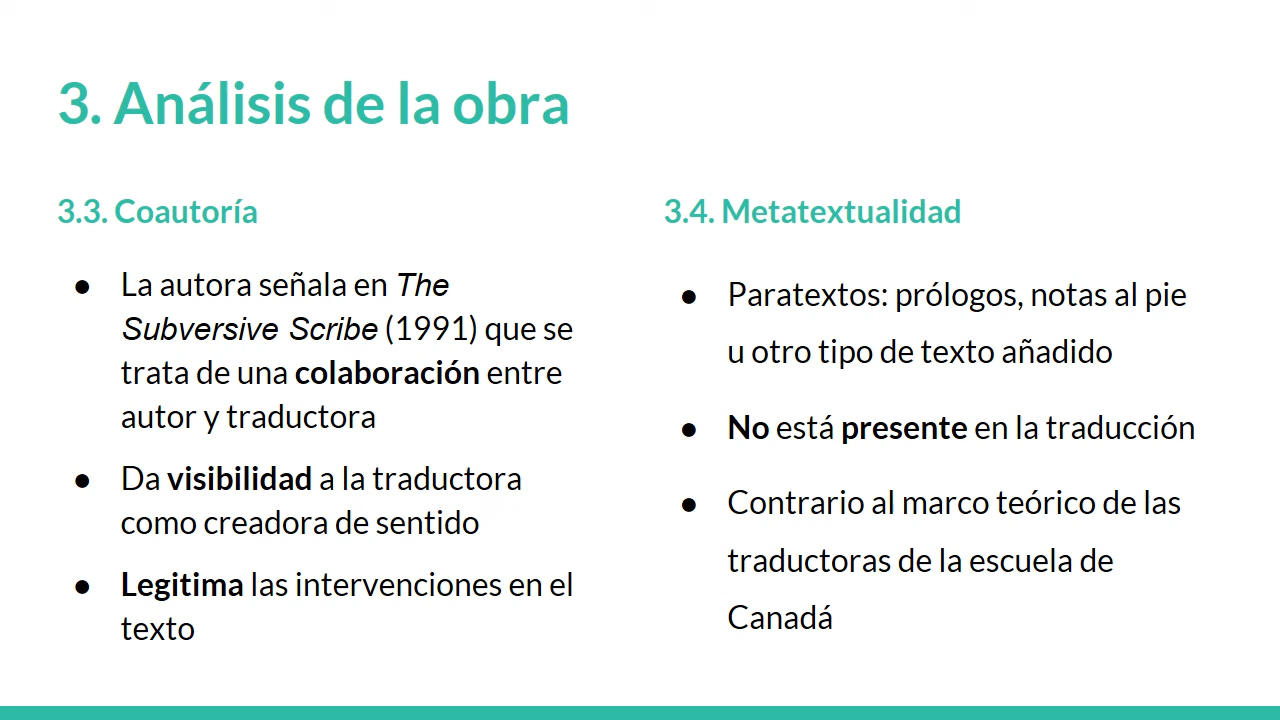 3. Análisis de la obra
3.3. Coautoría
● La autora señala en The
Subversive Scribe (1991) que se
trata de una colaboración entre
autor y traductora
● Da visibilidad a la traductora
como creadora de sentido
● Legitima las intervenciones en el
texto
3.4. Metatextualidad
● Paratextos: prólogos, notas al pie
u otro tipo de texto añadido
● No está presente en la traducción
● Contrario al marco teórico de las
traductoras de la escuela de
Canadá